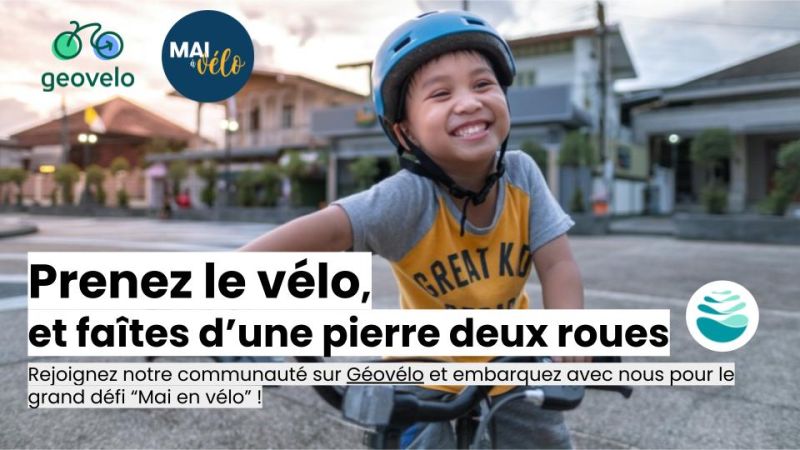 geovelo
MAI
à vélo
GREAT KO
Prenez le vélo,
et faîtes d’une pierre deux roues
Rejoignez notre communauté sur Géovélo et embarquez avec nous pour le
grand défi “Mai en vélo” !